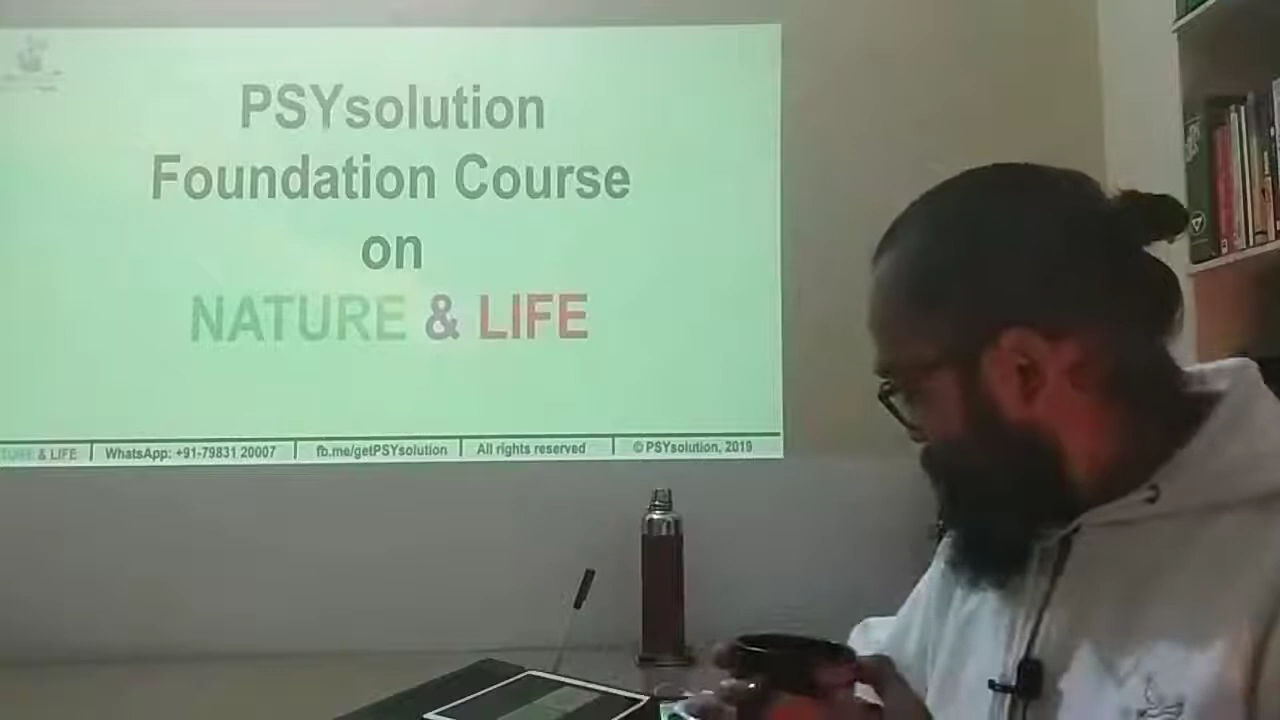 PSYsolution
Foundation Course
on
NATURE & LIFE
& LIFE
WhatsApp: +91-79831 20007
fb.me/getPSYsolution
All rights reserved
© PSYsolution, 2019